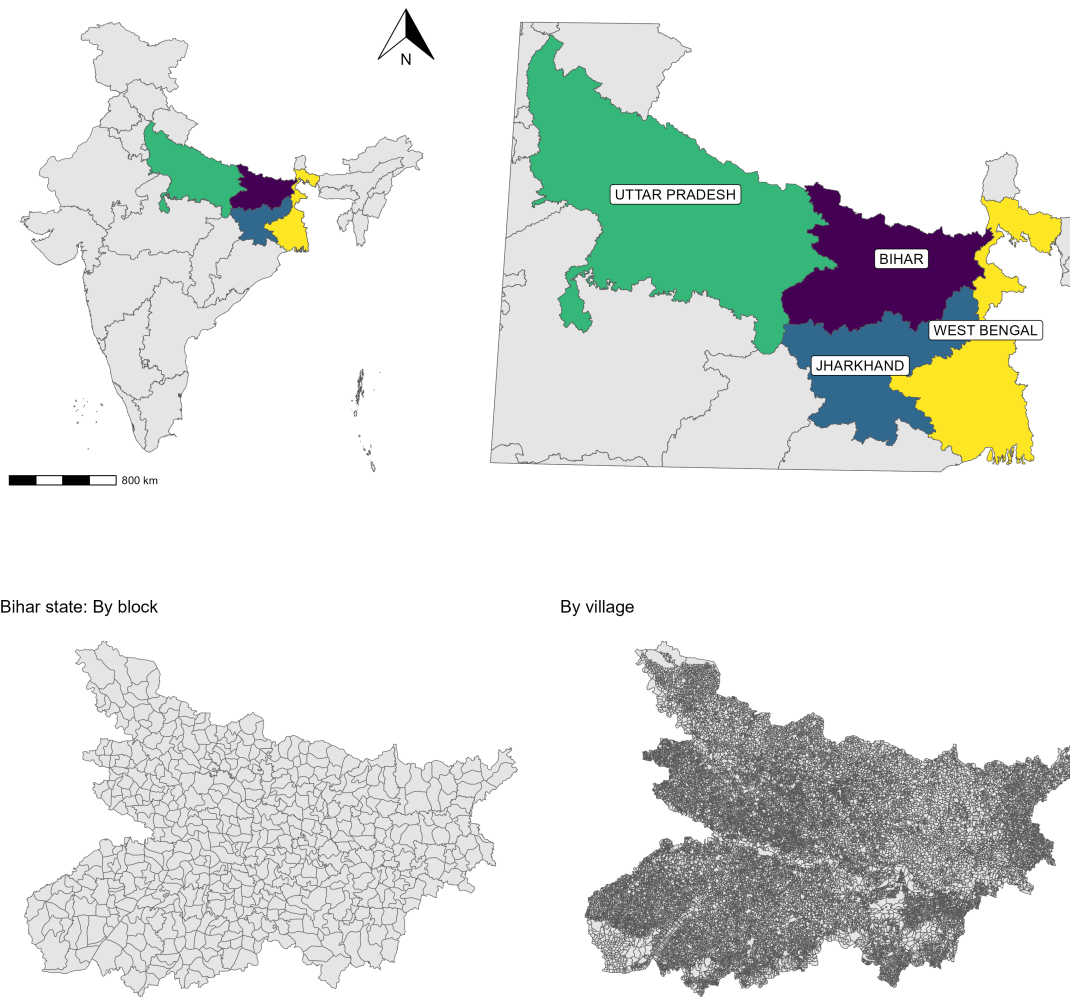 N
800 km
UTTAR PRADESH
BIHAR
WEST BENGAL
JHARKHAND
Bihar state: By block
By village